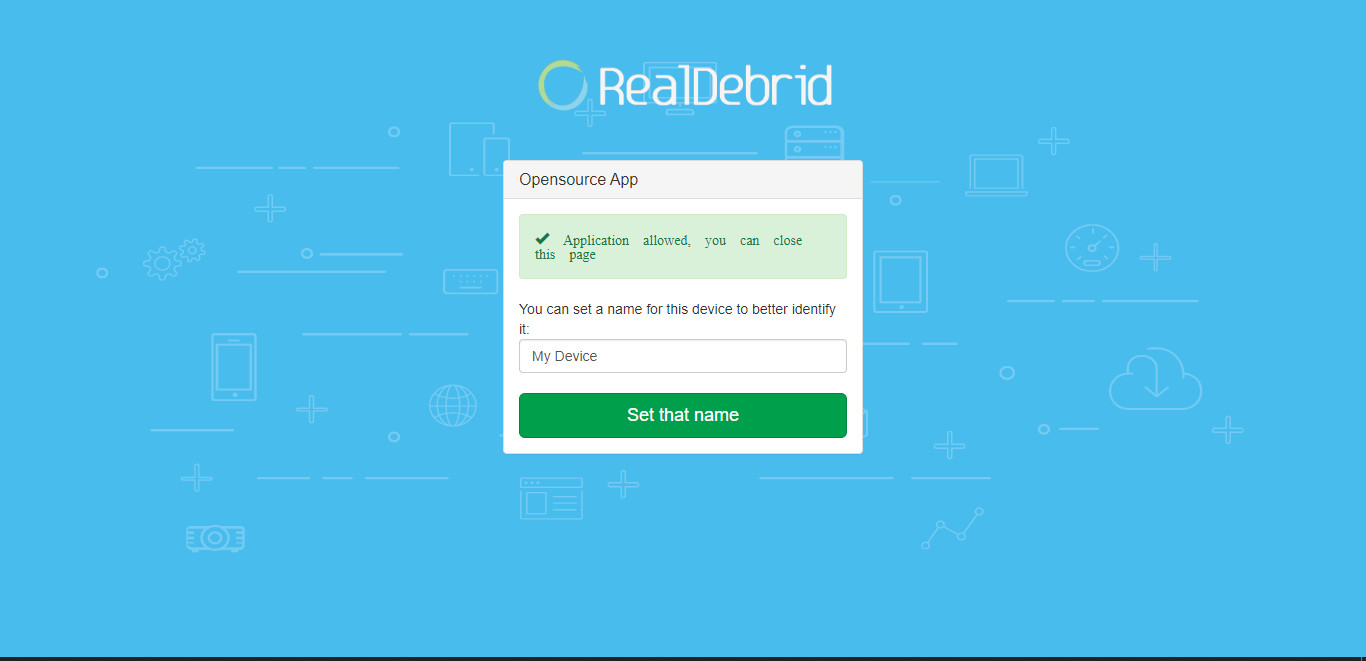 RealDebrid
Opensource App
Application allowed, you can close
this page
You can set a name for this device to better identify
it:
My Device
Set that name